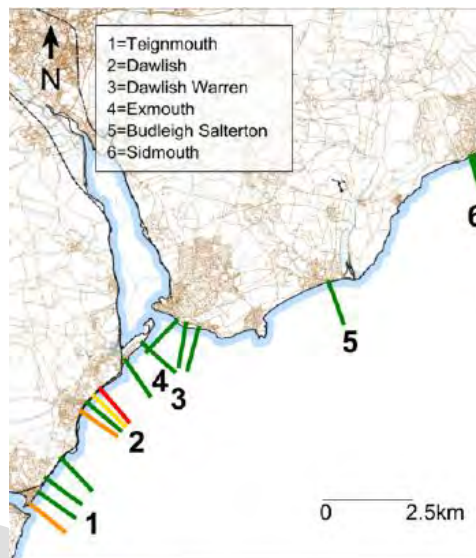 N
1=Teignmouth
2=Dawlish
3=Dawlish Warren
4=Exmouth
5=Budleigh Salterton
6=Sidmouth
6
5
4
3
2
1
0 2.5km